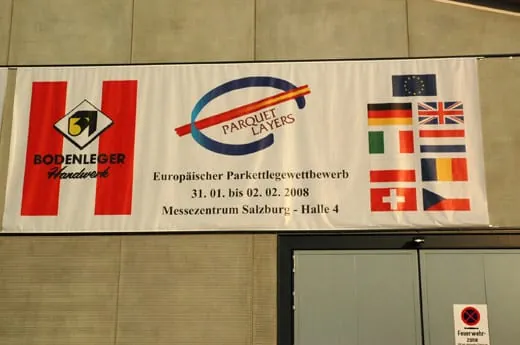 BODENLEGER
Handwerk
PARQUET
LAYERS
Europäischer Parkettlegewettbewerb
31. 01. bis 02. 02. 2008
Messezentrum Salzburg - Halle 4
Feuerwehr-
zone